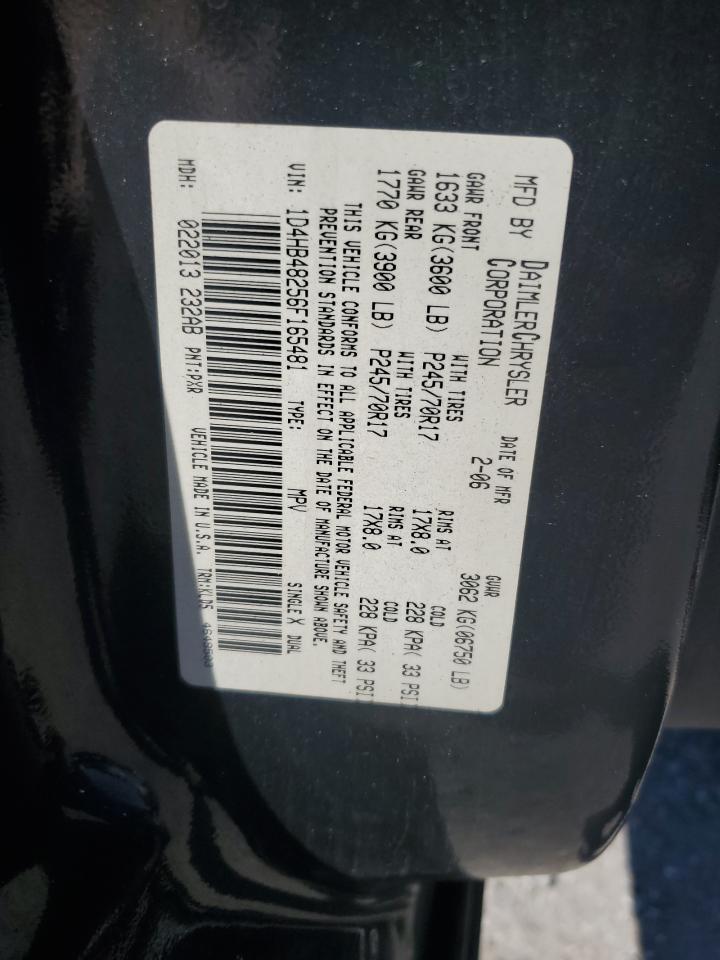 MFD BY DAIMLERCHRYSLER CORPORATION
DATE OF MFR 2-06
GVWR 3062 KG(06750 LB)
GAWR FRONT WITH TIRES RIMS AT COLD
1633 KG(3600 LB) P245/70R17 17X8.0 228 KPA( 33 PSI)
GAWR REAR WITH TIRES RIMS AT COLD
1770 KG(3900 LB) P245/70R17 17X8.0 228 KPA( 33 PSI)
THIS VEHICLE CONFORMS TO ALL APPLICABLE FEDERAL MOTOR VEHICLE SAFETY AND THEFT
PREVENTION STANDARDS IN EFFECT ON THE DATE OF MANUFACTURE SHOWN ABOVE.
VIN: 1D4HB48256F165481 TYPE: MPV SINGLE X DUAL
MDH: 022013 232AB PNT:PXR VEHICLE MADE IN U.S.A. TRM:KLD5